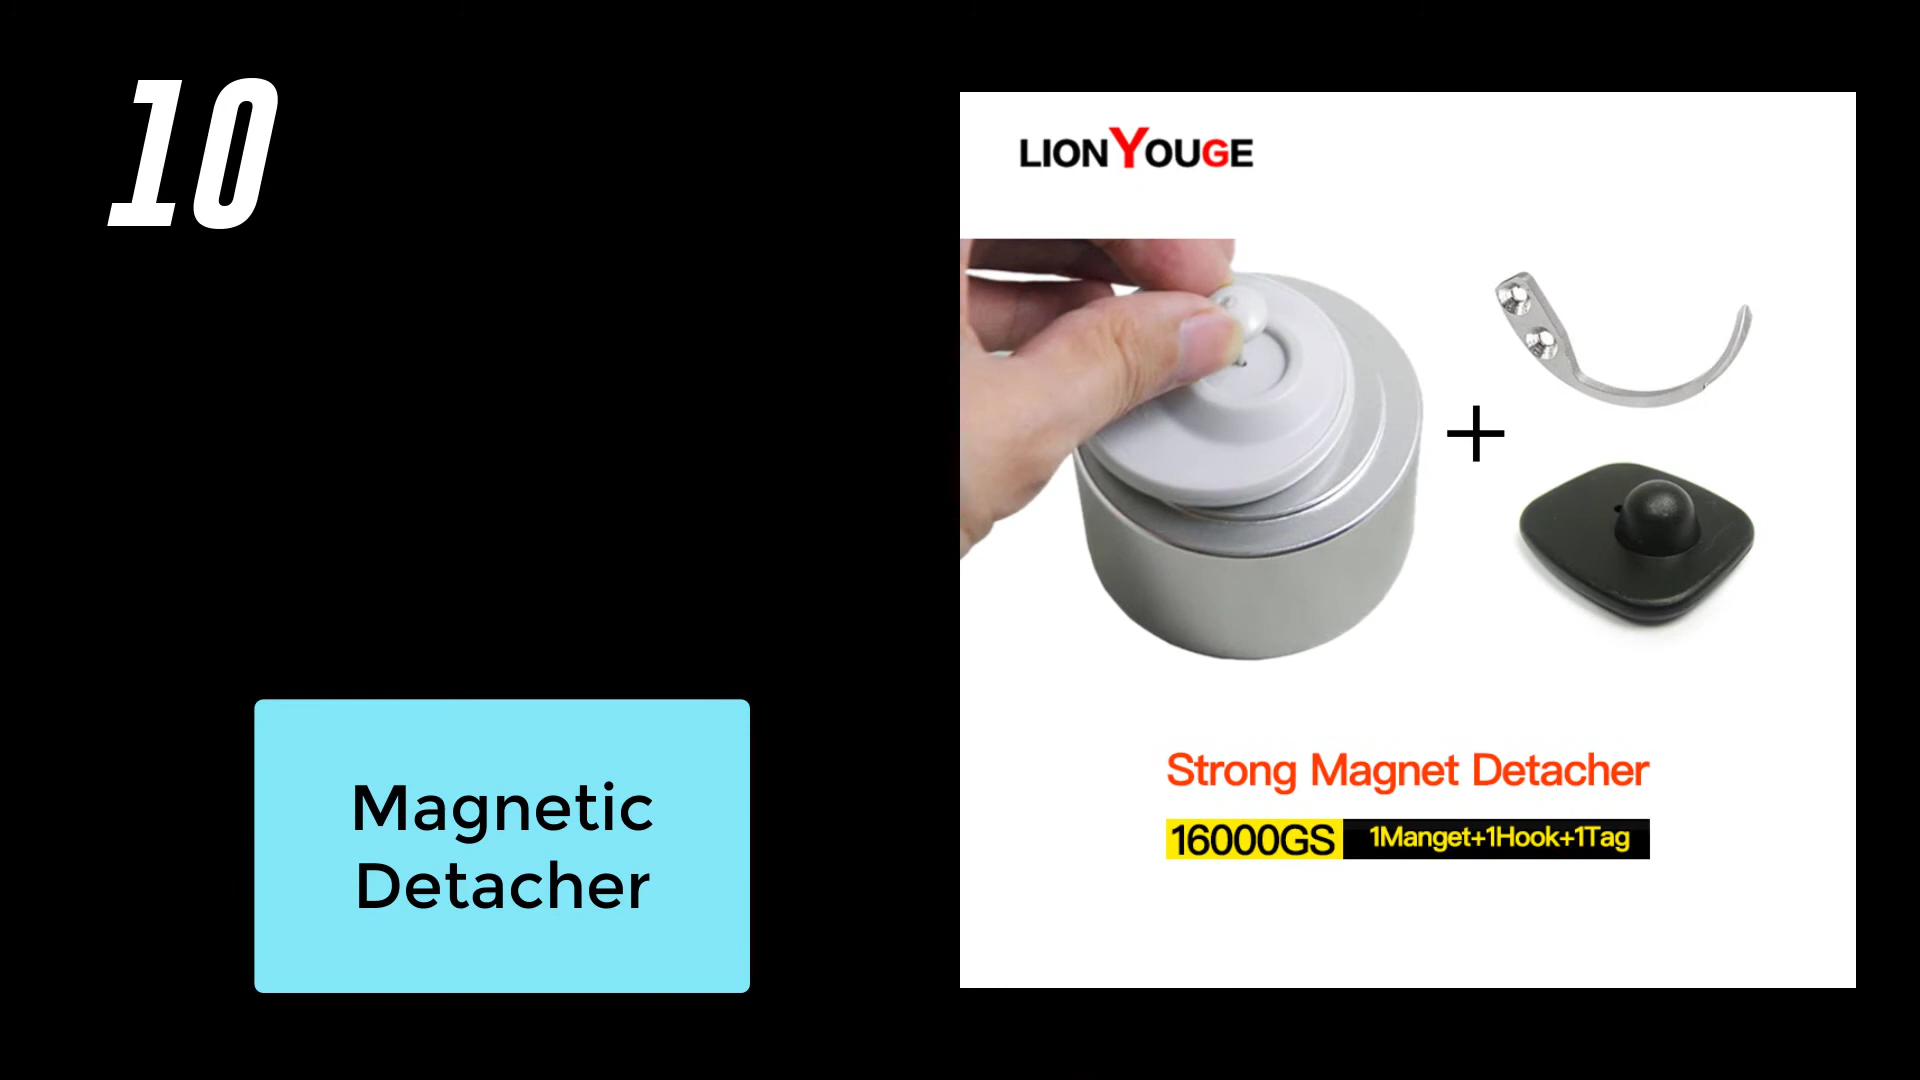 10
LIONYOUGE
Strong Magnet Detacher
16000GS 1Manget+1Hook+1Tag
Magnetic
Detacher